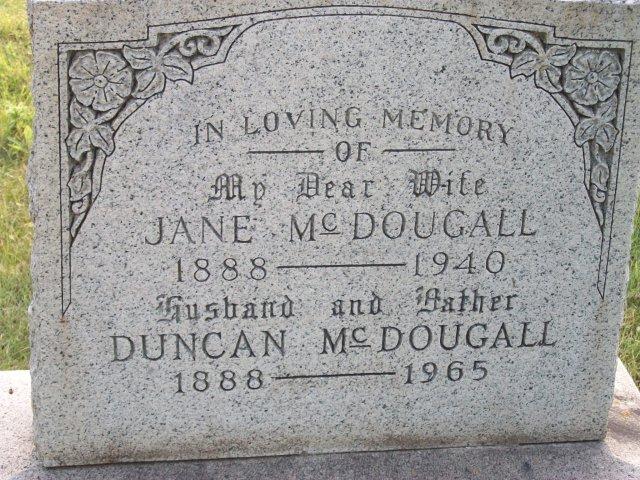 IN LOVING MEMORY
OF
My Dear Wife
JANE McDOUGALL
1888 — 1940
Husband and Father
DUNCAN McDOUGALL
1888 — 1965